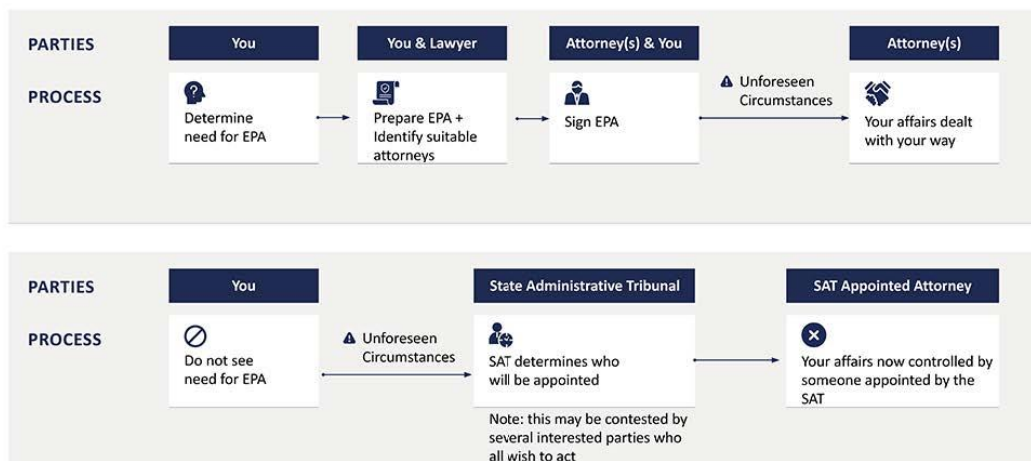 PARTIES
You
You & Lawyer
Attorney(s) & You
Attorney(s)
PROCESS
Determine
need for EPA
Prepare EPA +
Identify suitable
attorneys
Sign EPA
Unforeseen
Circumstances
Your affairs dealt
with your way
PARTIES
You
State Administrative Tribunal
SAT Appointed Attorney
PROCESS
Do not see
need for EPA
Unforeseen
Circumstances
SAT determines who
will be appointed
Note: this may be contested by
several interested parties who
all wish to act
Your affairs now controlled by
someone appointed by the
SAT